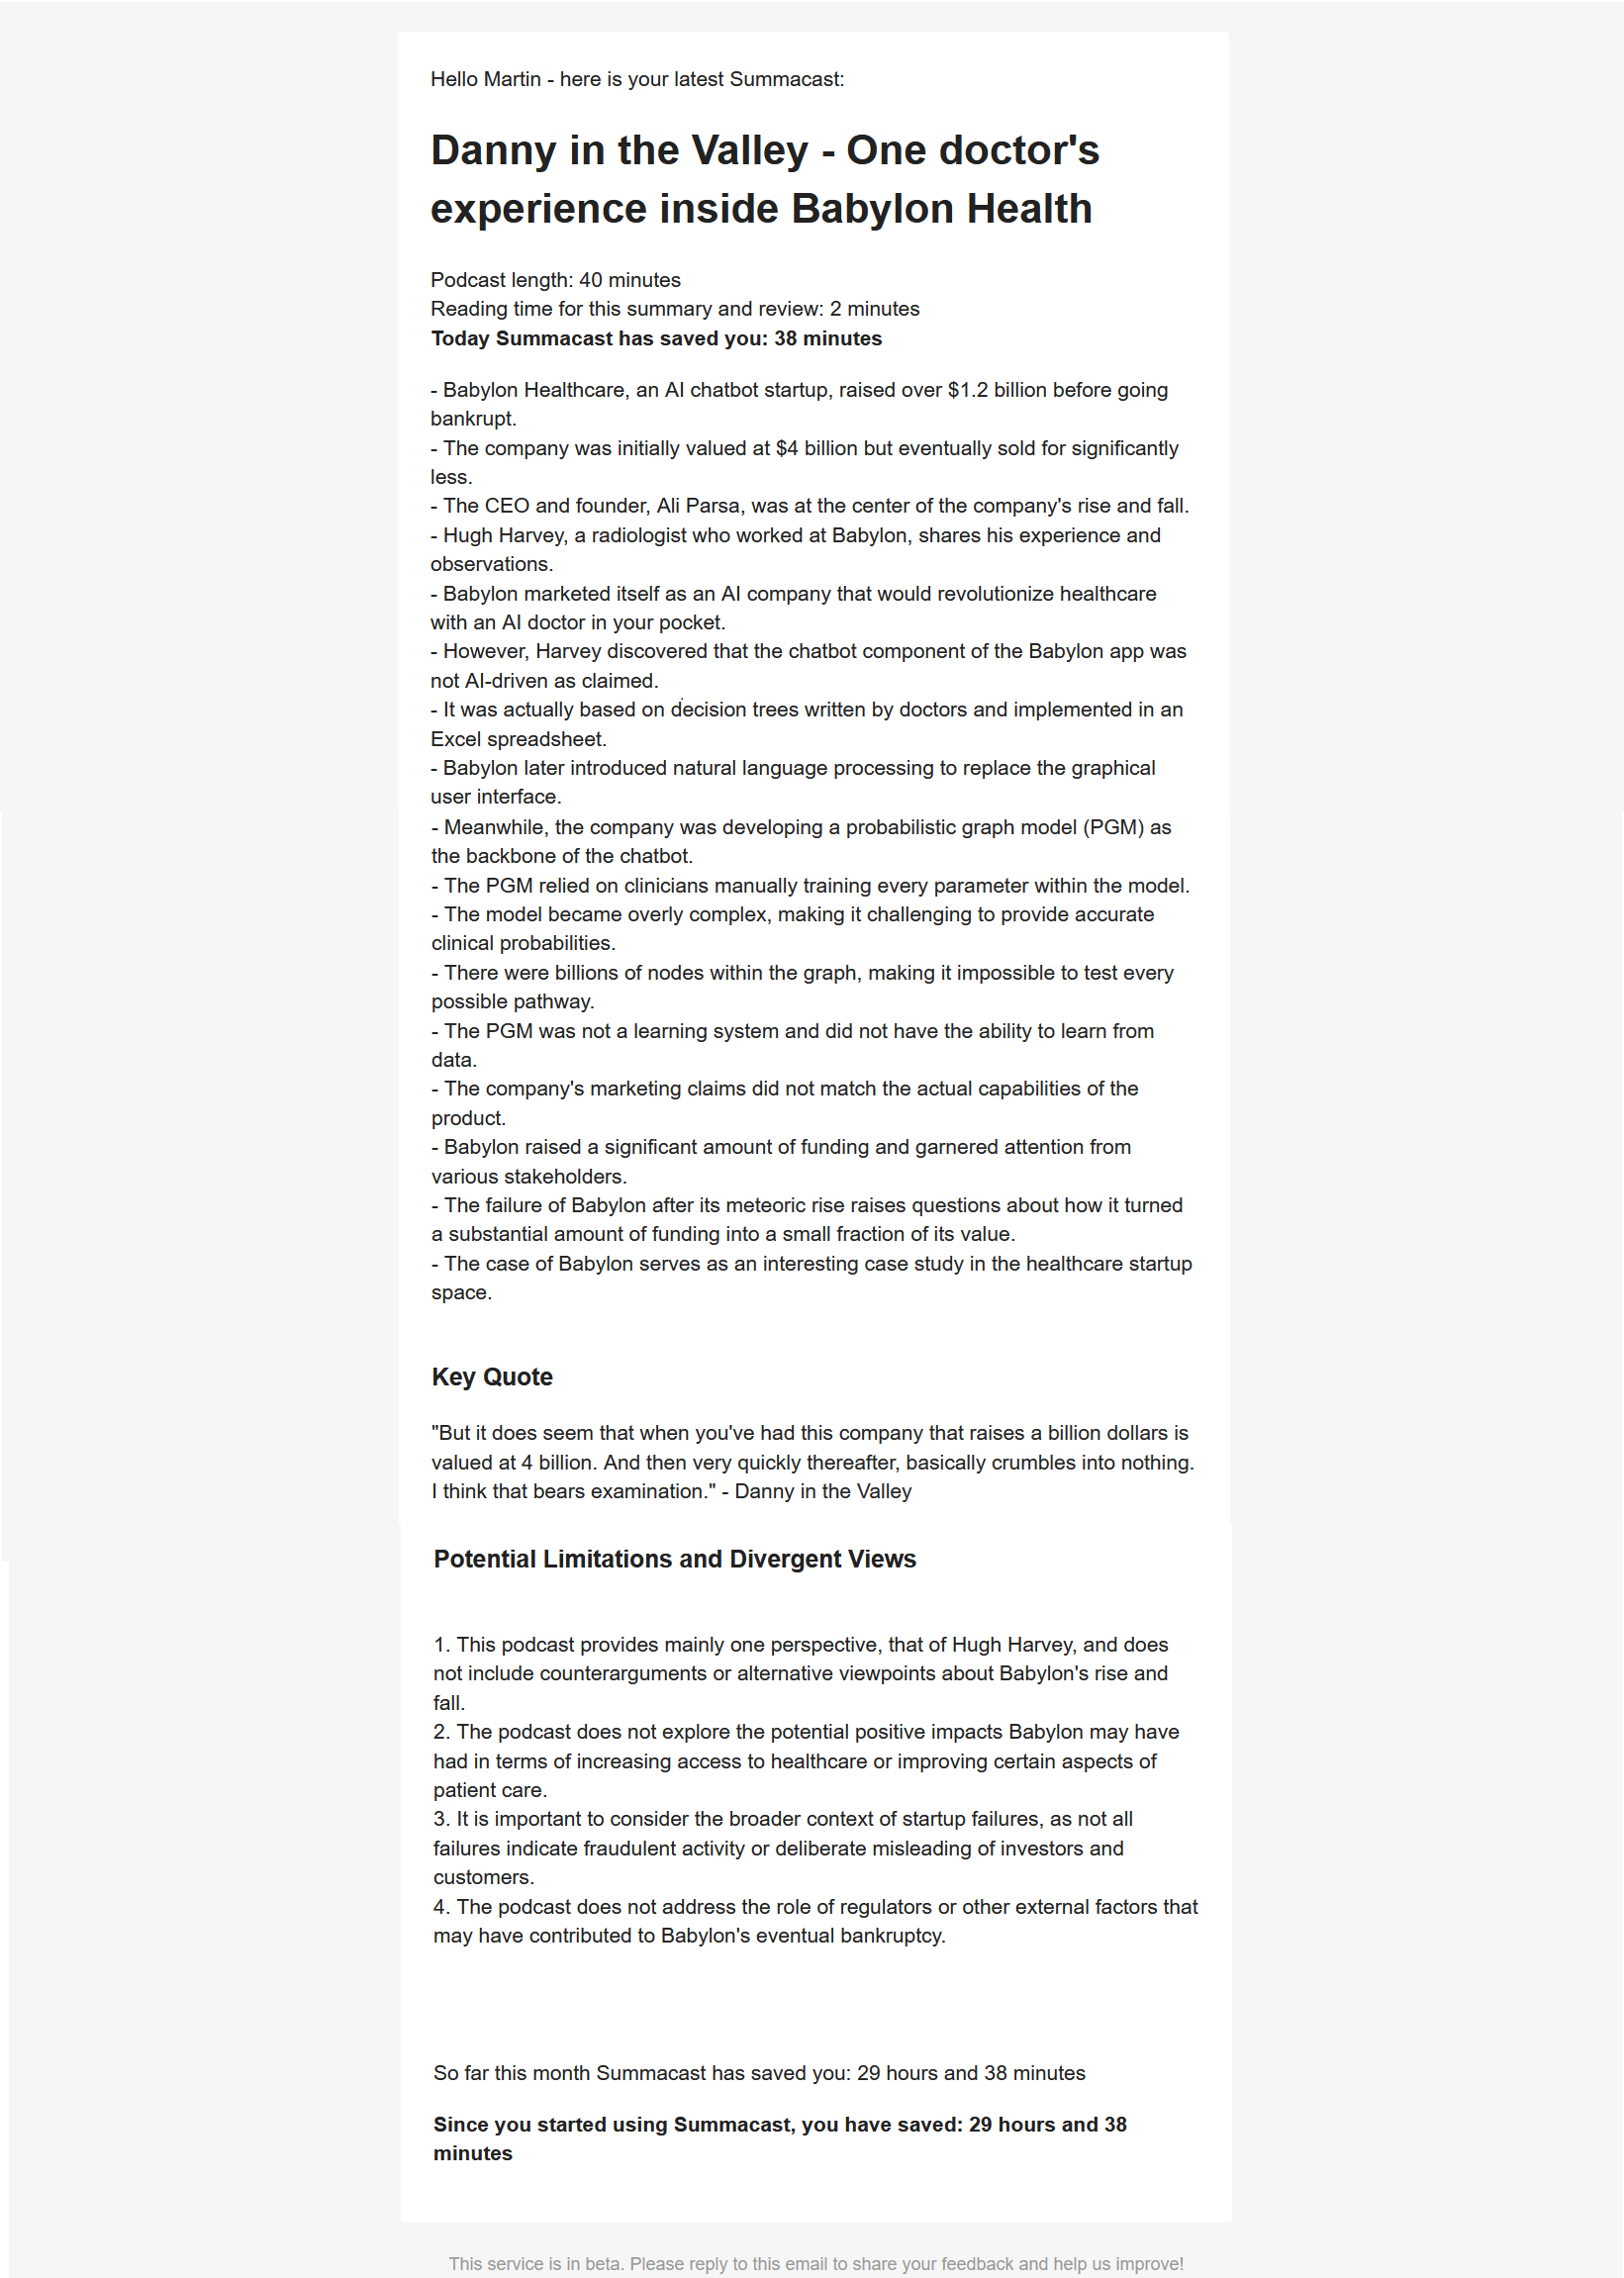 Hello Martin - here is your latest Summacast:
Danny in the Valley - One doctor's
experience inside Babylon Health
Podcast length: 40 minutes
Reading time for this summary and review: 2 minutes
Today Summacast has saved you: 38 minutes
- Babylon Healthcare, an AI chatbot startup, raised over $1.2 billion before going
bankrupt.
- The company was initially valued at $4 billion but eventually sold for significantly
less.
- The CEO and founder, Ali Parsa, was at the center of the company's rise and fall.
- Hugh Harvey, a radiologist who worked at Babylon, shares his experience and
observations.
- Babylon marketed itself as an AI company that would revolutionize healthcare
with an AI doctor in your pocket.
- However, Harvey discovered that the chatbot component of the Babylon app was
not AI-driven as claimed.
- It was actually based on decision trees written by doctors and implemented in an
Excel spreadsheet.
- Babylon later introduced natural language processing to replace the graphical
user interface.
- Meanwhile, the company was developing a probabilistic graph model (PGM) as
the backbone of the chatbot.
- The PGM relied on clinicians manually training every parameter within the model.
- The model became overly complex, making it challenging to provide accurate
clinical probabilities.
- There were billions of nodes within the graph, making it impossible to test every
possible pathway.
- The PGM was not a learning system and did not have the ability to learn from
data.
- The company's marketing claims did not match the actual capabilities of the
product.
- Babylon raised a significant amount of funding and garnered attention from
various stakeholders.
- The failure of Babylon after its meteoric rise raises questions about how it turned
a substantial amount of funding into a small fraction of its value.
- The case of Babylon serves as an interesting case study in the healthcare startup
space.
Key Quote
"But it does seem that when you've had this company that raises a billion dollars is
valued at 4 billion. And then very quickly thereafter, basically crumbles into nothing.
I think that bears examination." - Danny in the Valley
Potential Limitations and Divergent Views
1. This podcast provides mainly one perspective, that of Hugh Harvey, and does
not include counterarguments or alternative viewpoints about Babylon's rise and
fall.
2. The podcast does not explore the potential positive impacts Babylon may have
had in terms of increasing access to healthcare or improving certain aspects of
patient care.
3. It is important to consider the broader context of startup failures, as not all
failures indicate fraudulent activity or deliberate misleading of investors and
customers.
4. The podcast does not address the role of regulators or other external factors that
may have contributed to Babylon's eventual bankruptcy.
So far this month Summacast has saved you: 29 hours and 38 minutes
Since you started using Summacast, you have saved: 29 hours and 38
minutes
This service is in beta. Please reply to this email to share your feedback and help us improve!